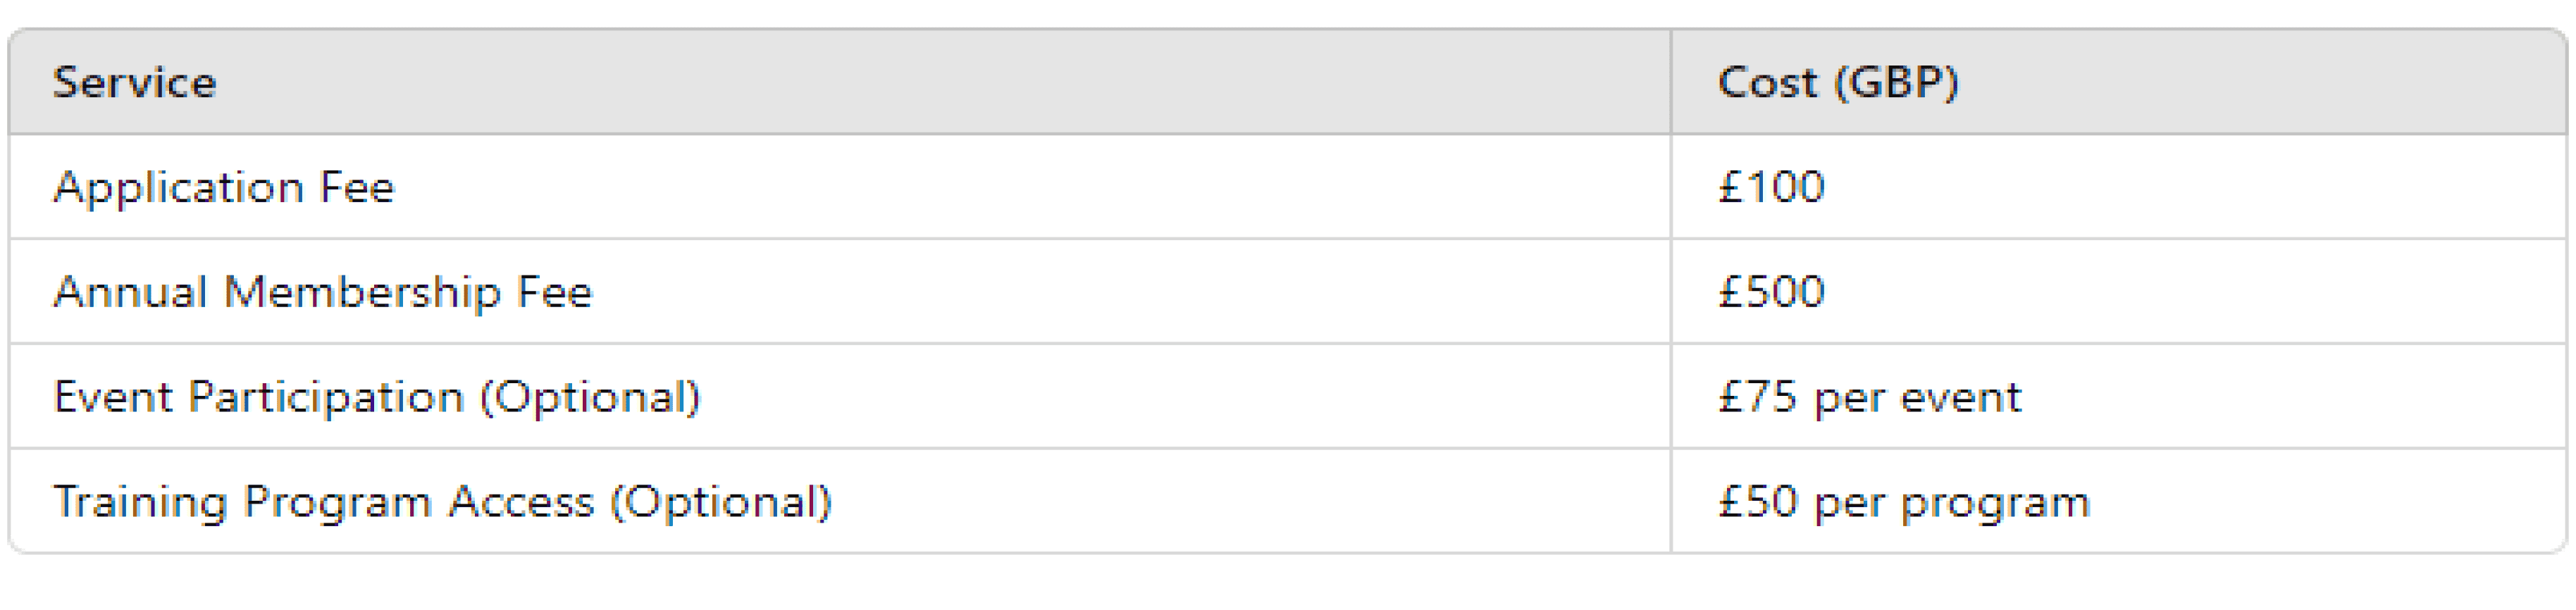 Service Cost (GBP)
Application Fee £100
Annual Membership Fee £500
Event Participation (Optional) £75 per event
Training Program Access (Optional) £50 per program